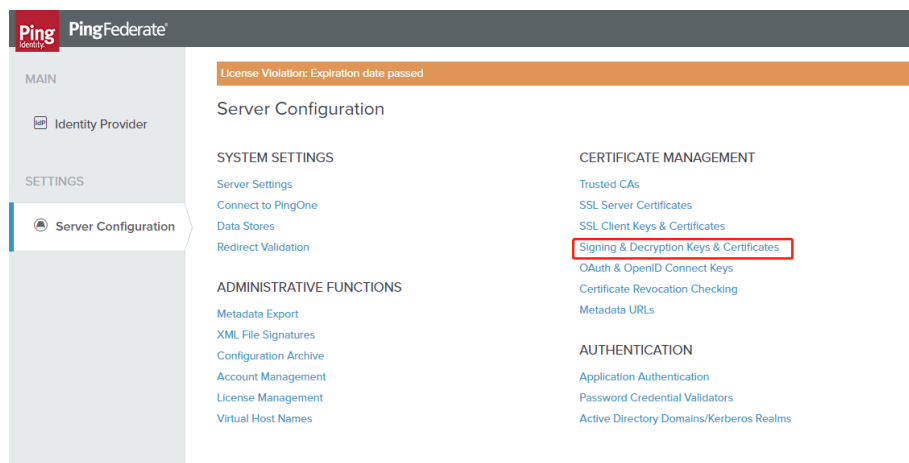 Ping
Identity.
PingFederate®
MAIN
IdP
Identity Provider
SETTINGS
Server Configuration
License Violation: Expiration date passed
Server Configuration
SYSTEM SETTINGS
Server Settings
Connect to PingOne
Data Stores
Redirect Validation
ADMINISTRATIVE FUNCTIONS
Metadata Export
XML File Signatures
Configuration Archive
Account Management
License Management
Virtual Host Names
CERTIFICATE MANAGEMENT
Trusted CAs
SSL Server Certificates
SSL Client Keys & Certificates
Signing & Decryption Keys & Certificates
OAuth & OpenID Connect Keys
Certificate Revocation Checking
Metadata URLs
AUTHENTICATION
Application Authentication
Password Credential Validators
Active Directory Domains/Kerberos Realms